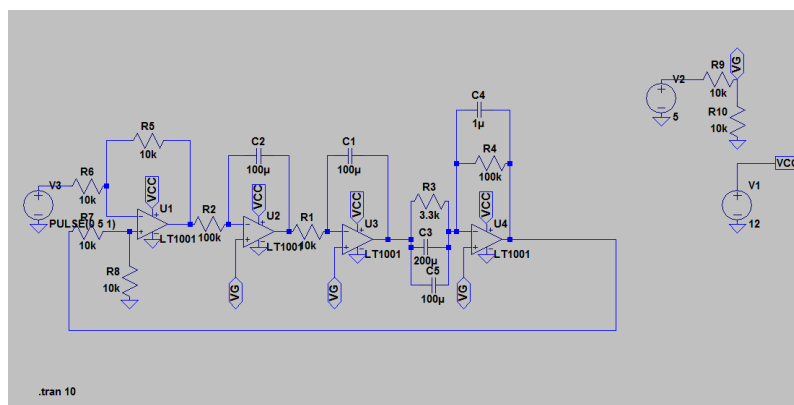 C4
1µ
V2
5
R9
10k
VG
R10
10k
VCC
V1
12
R5
10k
C2
100µ
C1
100µ
R4
100k
R3
3.3k
V3
R6
10k
PULSE(0 5 1)
R7
10k
R8
10k
VCC
U1
LT1001
R2
100k
VCC
U2
LT1001
VG
R1
10k
VCC
U3
LT1001
VG
C3
200µ
C5
100µ
VCC
U4
LT1001
VG
.tran 10